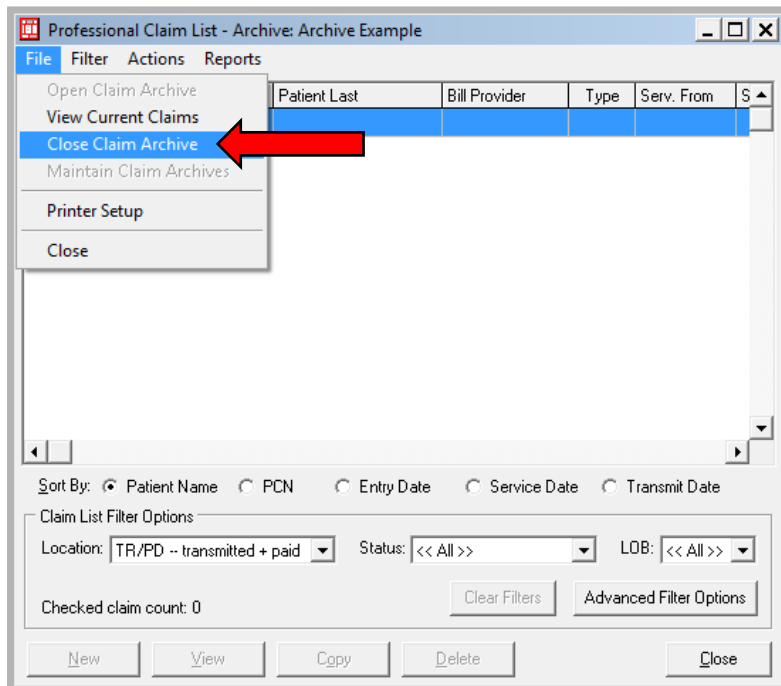 Professional Claim List - Archive: Archive Example
File Filter Actions Reports
Open Claim Archive
View Current Claims
Close Claim Archive
Maintain Claim Archives
Printer Setup
Close
Patient Last Bill Provider Type Serv. From S
Sort By: Patient Name PCN Entry Date Service Date Transmit Date
Claim List Filter Options
Location: TR/PD -- transmitted + paid Status: << All >> LOB: << All >>
Checked claim count: 0 Clear Filters Advanced Filter Options
New View Copy Delete Close